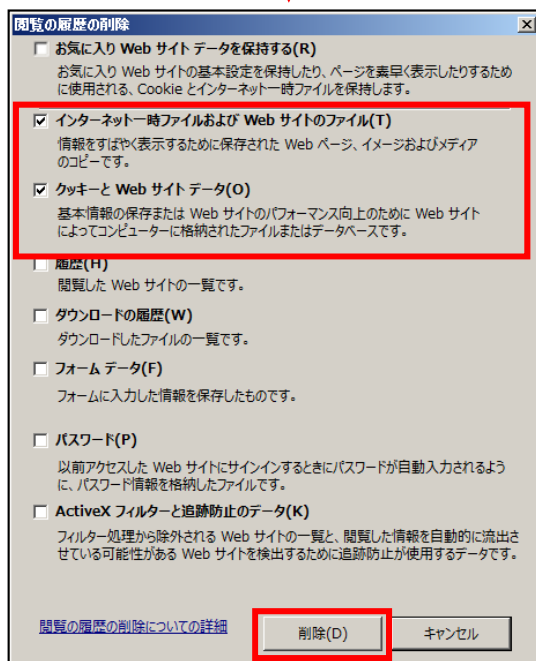 閲覧の履歴の削除
お気に入り Web サイト データを保持する(R)
お気に入り Web サイトの基本設定を保持したり、ページを素早く表示したりするため
に使用される、Cookie とインターネット一時ファイルを保持します。
インターネット一時ファイルおよび Web サイトのファイル(T)
情報をすばやく表示するために保存された Web ページ、イメージおよびメディア
のコピーです。
クッキーと Web サイト データ(O)
基本情報の保存または Web サイトのパフォーマンス向上のために Web サイト
によってコンピューターに格納されたファイルまたはデータベースです。
履歴(H)
閲覧した Web サイトの一覧です。
ダウンロードの履歴(W)
ダウンロードしたファイルの一覧です。
フォーム データ(F)
フォームに入力した情報を保存したものです。
パスワード(P)
以前アクセスした Web サイトにサインインするときにパスワードが自動入力されるよう
に、パスワード情報を格納したファイルです。
ActiveX フィルターと追跡防止のデータ(K)
フィルター処理から除外される Web サイトの一覧と、閲覧した情報を自動的に流出さ
せている可能性がある Web サイトを検出するために追跡防止が使用するデータです。
閲覧の履歴の削除についての詳細
削除(D)
キャンセル